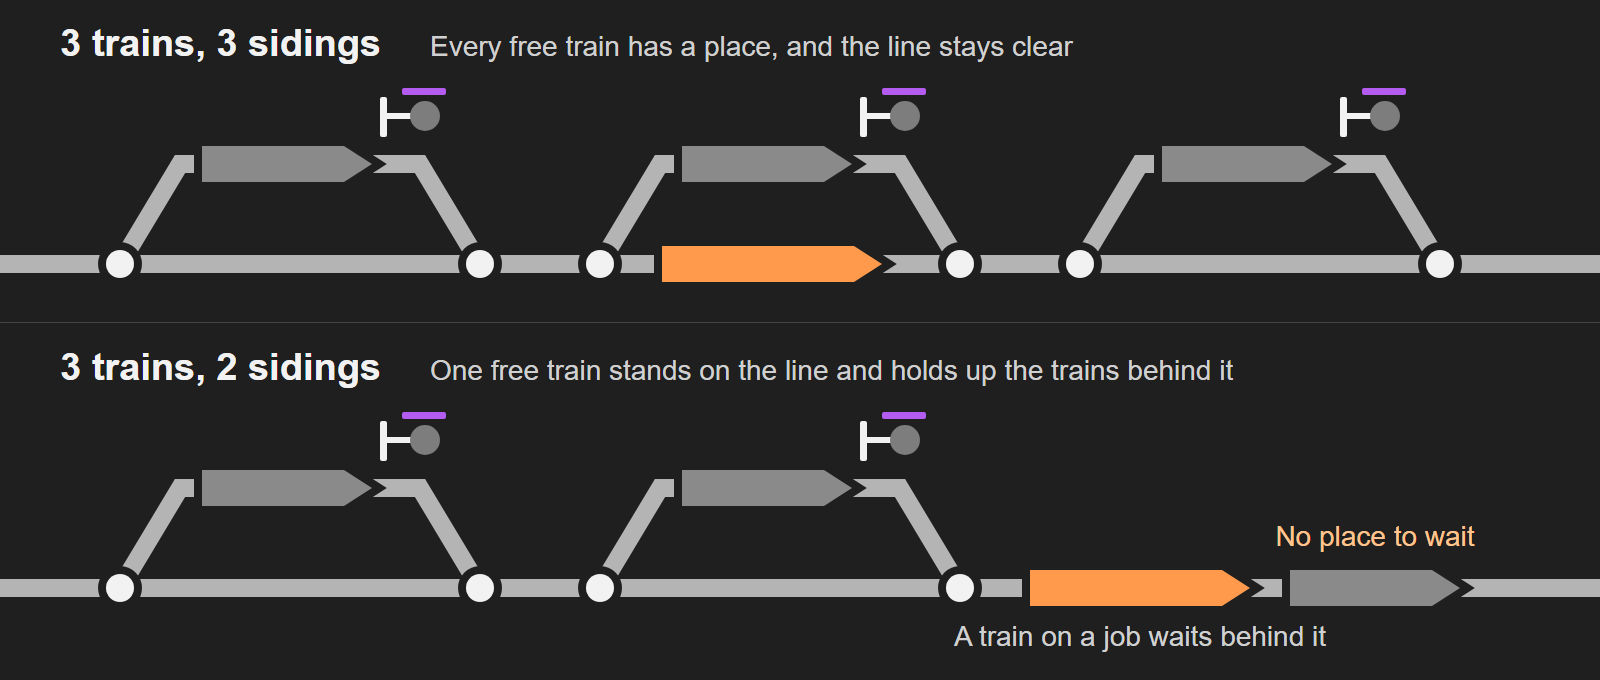 3 trains, 3 sidings
Every free train has a place, and the line stays clear
3 trains, 2 sidings
One free train stands on the line and holds up the trains behind it
No place to wait
A train on a job waits behind it